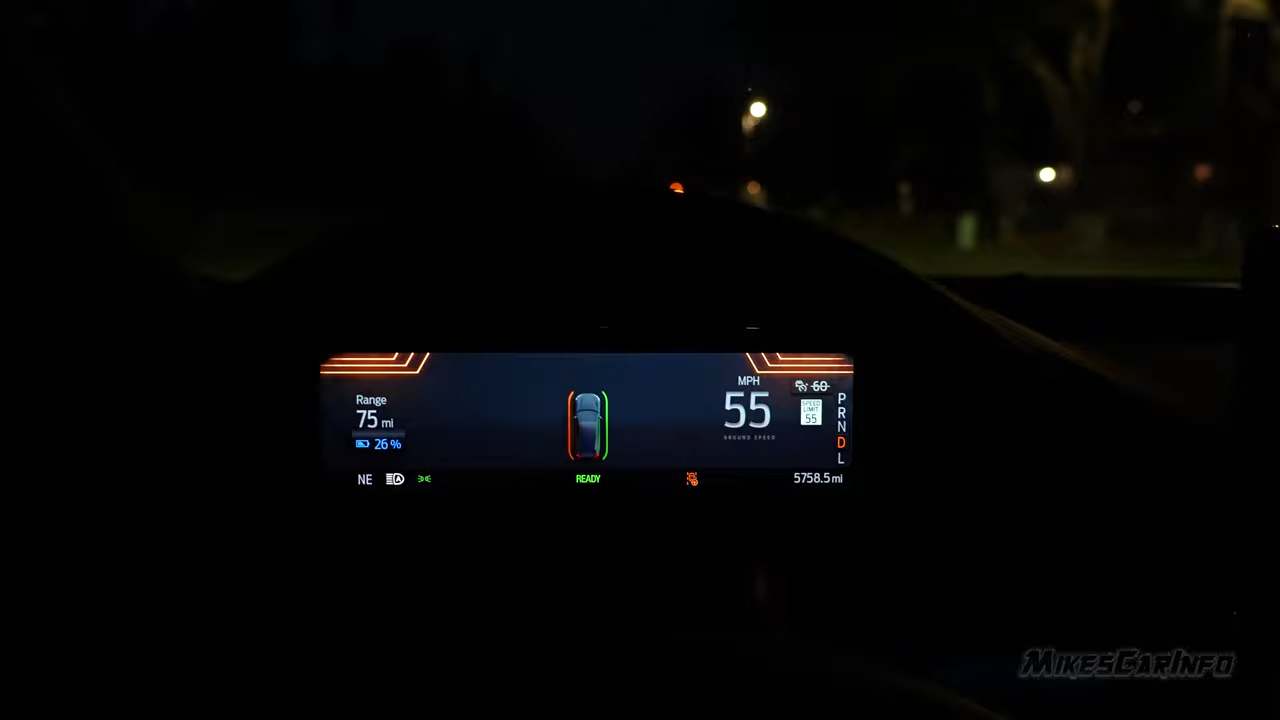 MPH
60
Range
75 mi
55
SPEED
LIMIT
55
GROUND SPEED
26 %
P
R
N
D
L
NE
A
READY
5758.5 mi
MIKESCARINFO